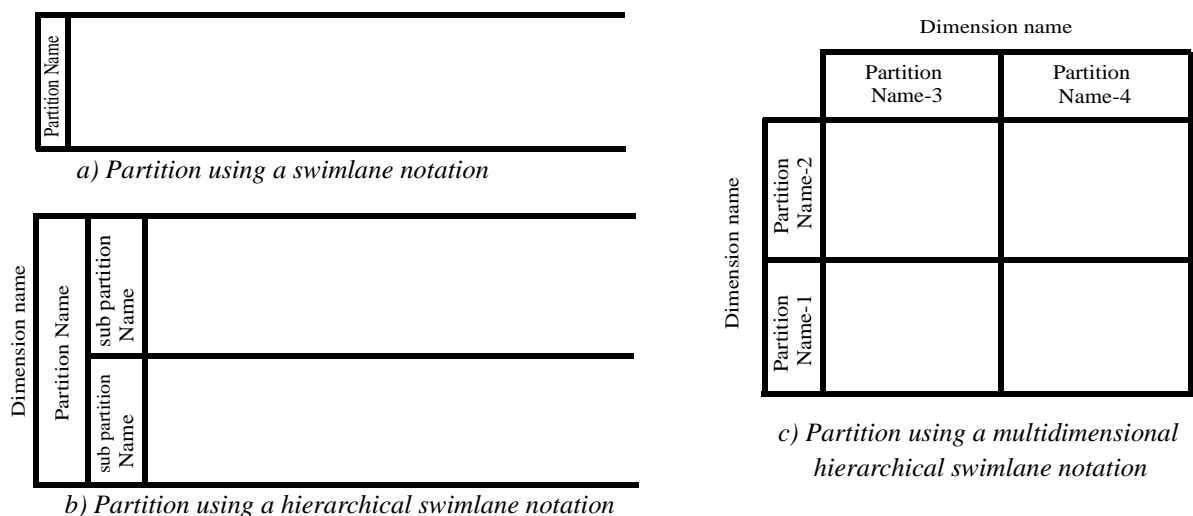 Partition Name
a) Partition using a swimlane notation
Dimension name
Partition Name
sub partition
Name
sub partition
Name
b) Partition using a hierarchical swimlane notation
Dimension name
Partition
Name-3
Partition
Name-4
Dimension name
Partition
Name-2
Partition
Name-1
c) Partition using a multidimensional
hierarchical swimlane notation